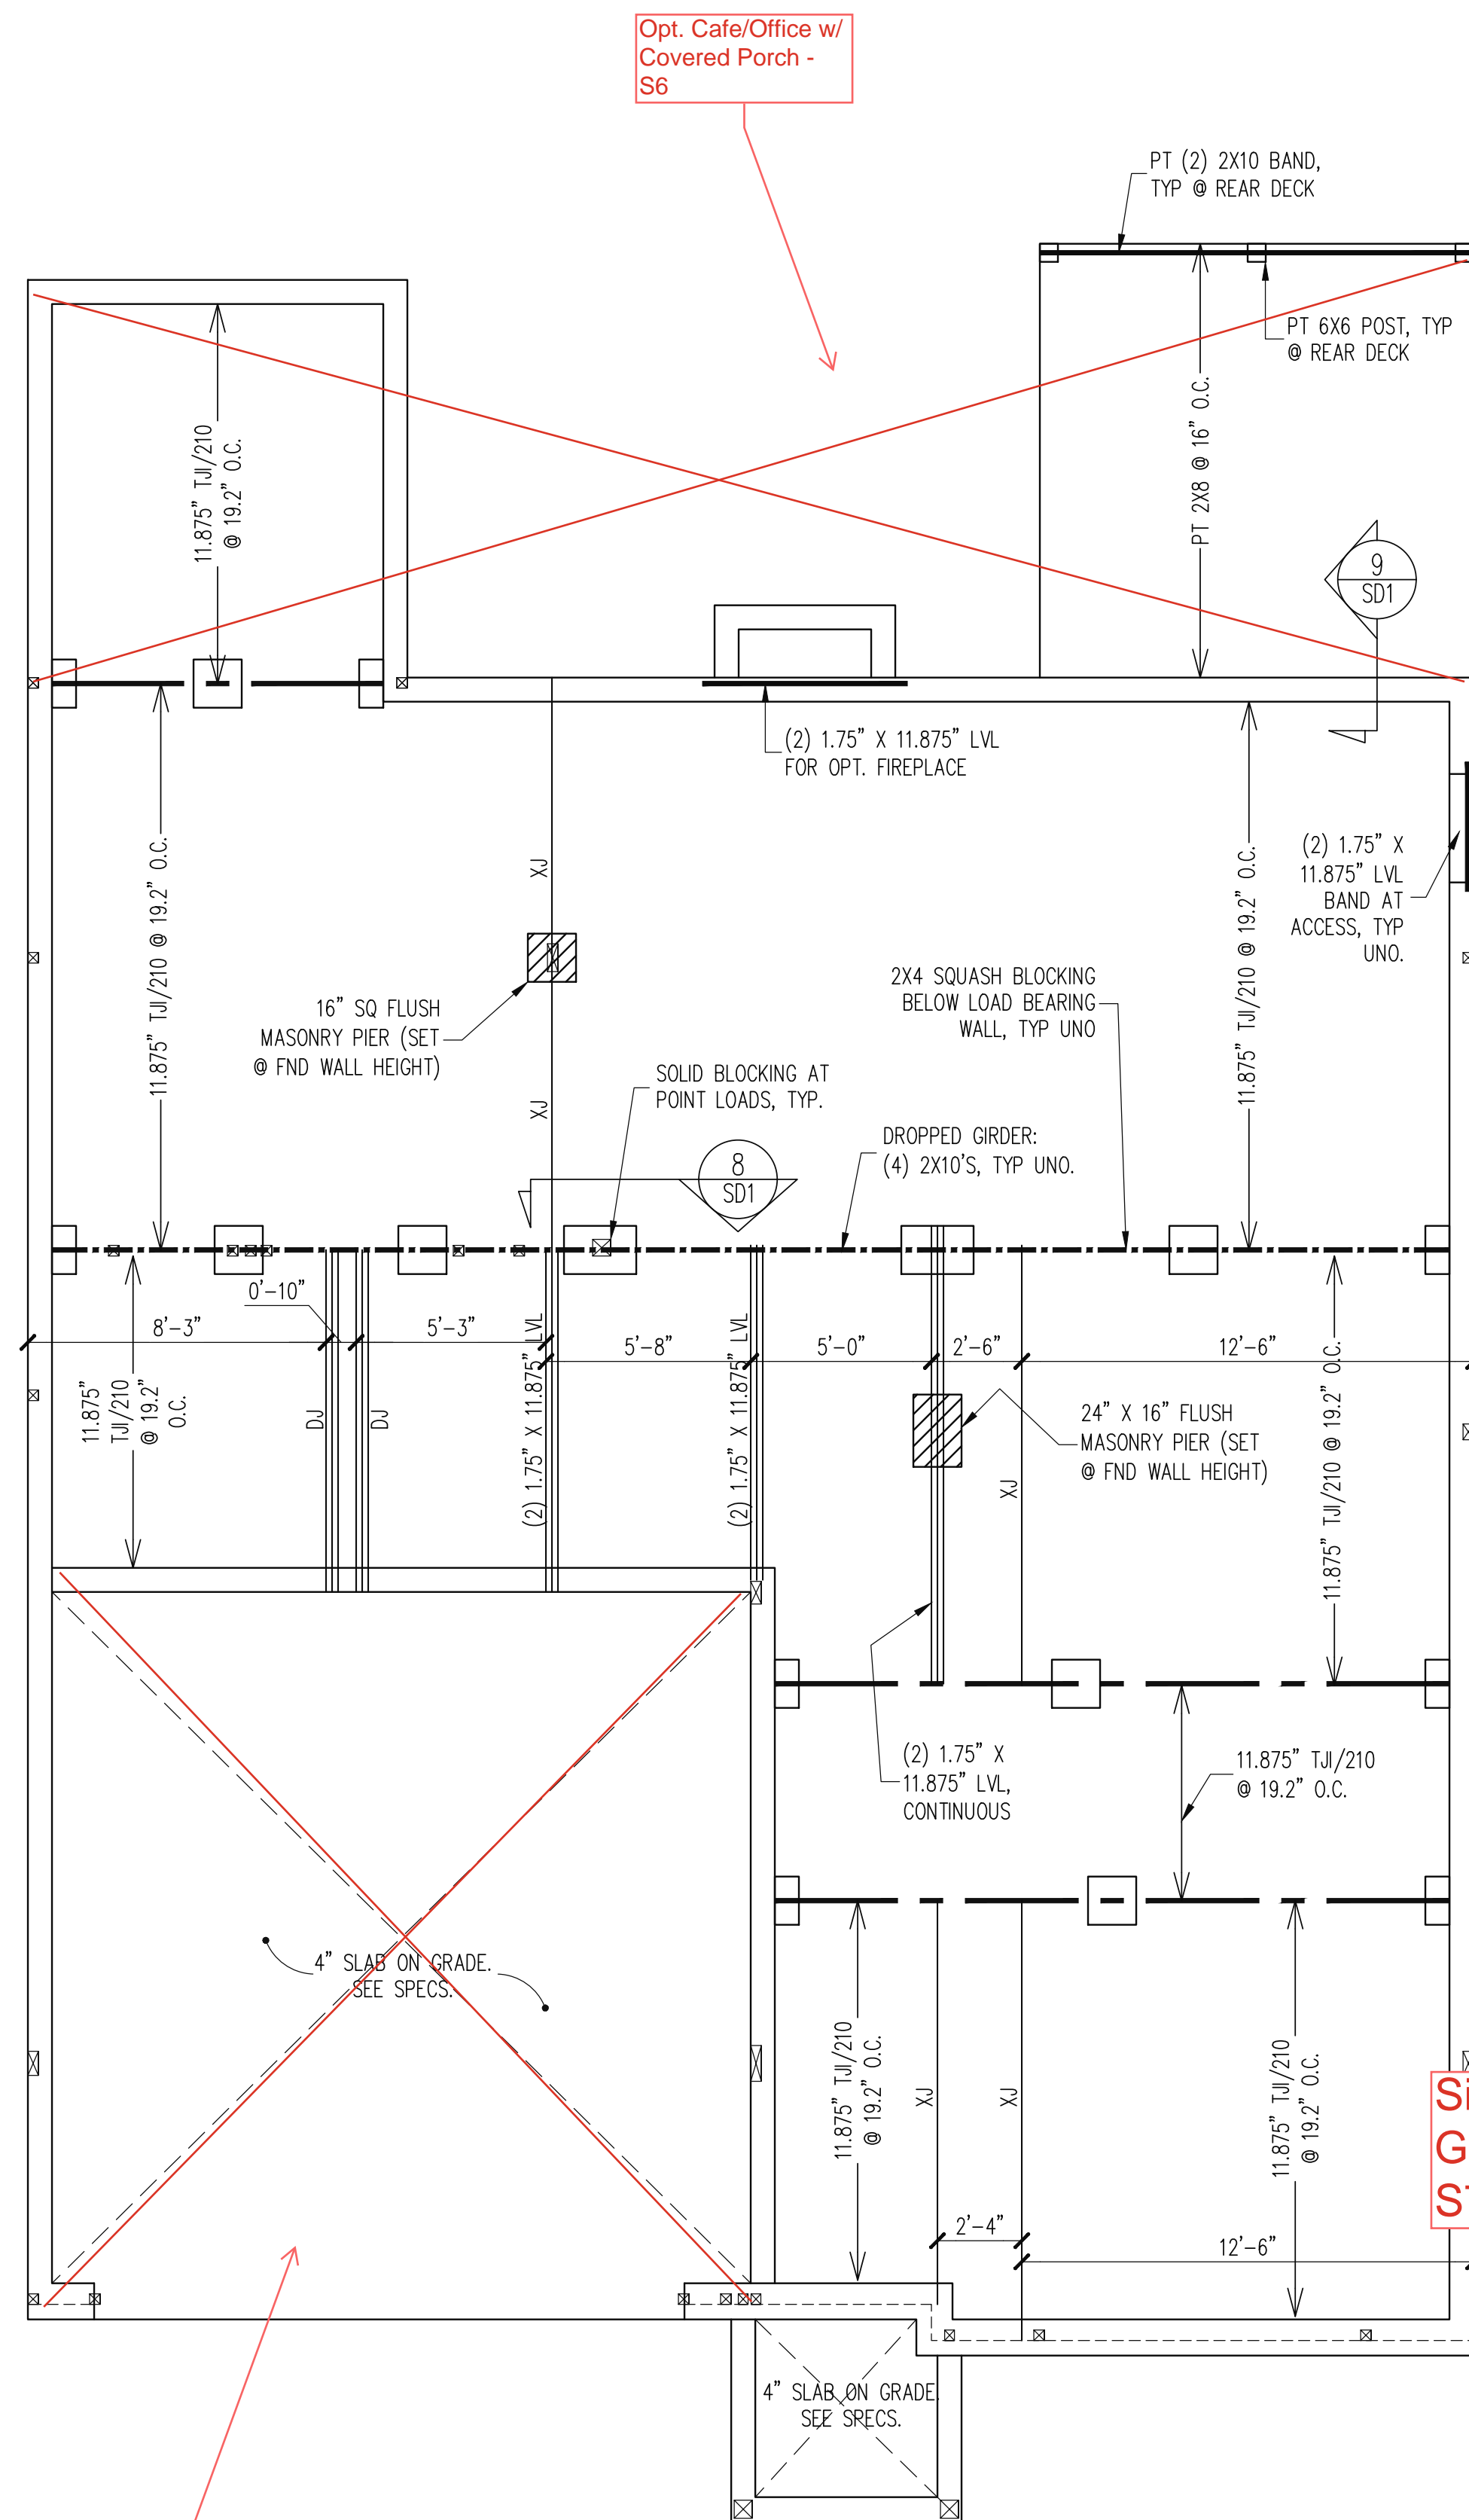 Opt. Cafe/Office w/
Covered Porch -
S6
PT (2) 2X10 BAND,
TYP @ REAR DECK
PT 6X6 POST, TYP
@ REAR DECK
11.875" TJI/210
@ 19.2" O.C.
PT 2X8 @ 16" O.C.
9
SD1
(2) 1.75" X 11.875" LVL
FOR OPT. FIREPLACE
11.875" TJI/210 @ 19.2" O.C.
XJ
(2) 1.75" X
11.875" LVL
BAND AT
ACCESS, TYP
UNO.
11.875" TJI/210 @ 19.2" O.C.
16" SQ FLUSH
MASONRY PIER (SET
@ FND WALL HEIGHT)
2X4 SQUASH BLOCKING
BELOW LOAD BEARING
WALL, TYP UNO
SOLID BLOCKING AT
POINT LOADS, TYP.
XJ
DROPPED GIRDER:
(4) 2X10'S, TYP UNO.
8
SD1
0'-10"
8'-3"
5'-3"
5'-8"
5'-0"
2'-6"
12'-6"
11.875"
TJI/210
@ 19.2"
O.C.
DJ
DJ
(2) 1.75" X 11.875" LVL
(2) 1.75" X 11.875" LVL
24" X 16" FLUSH
MASONRY PIER (SET
@ FND WALL HEIGHT)
XJ
11.875" TJI/210 @ 19.2" O.C.
(2) 1.75" X
11.875" LVL,
CONTINUOUS
11.875" TJI/210
@ 19.2" O.C.
4" SLAB ON GRADE.
SEE SPECS.
11.875" TJI/210
@ 19.2" O.C.
XJ
XJ
11.875" TJI/210
@ 19.2" O.C.
2'-4"
12'-6"
4" SLAB ON GRADE.
SEE SPECS.